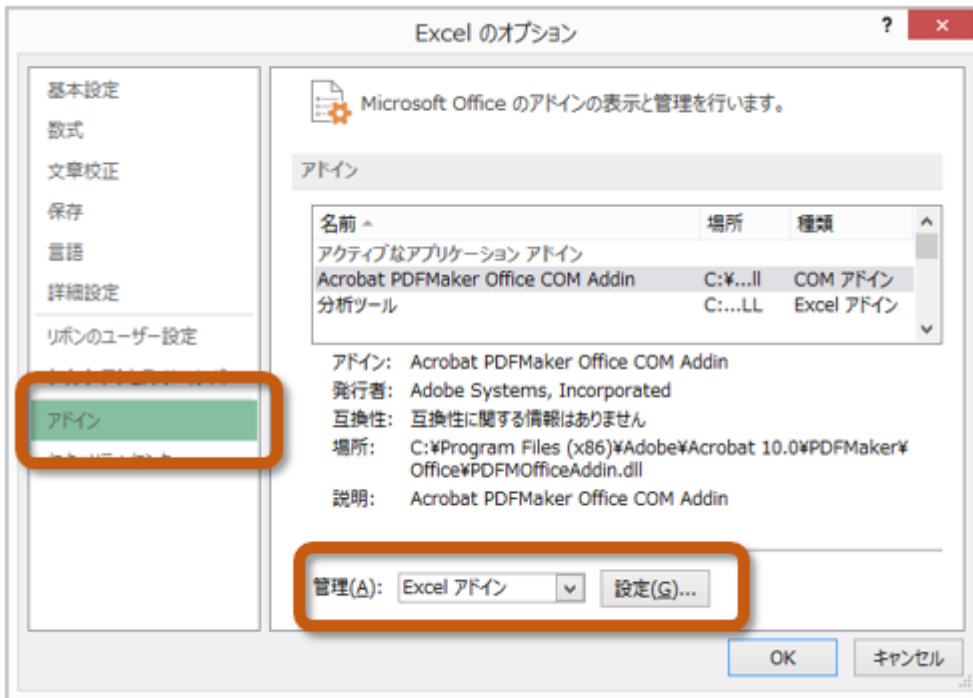 Excel のオプション
?
基本設定
数式
文章校正
保存
言語
詳細設定
リボンのユーザー設定
アドイン
Microsoft Office のアドインの表示と管理を行います。
アドイン
名前 場所 種類
アクティブなアプリケーション アドイン
Acrobat PDFMaker Office COM Addin C:¥...ll COM アドイン
分析ツール C:...LL Excel アドイン
アドイン: Acrobat PDFMaker Office COM Addin
発行者: Adobe Systems, Incorporated
互換性: 互換性に関する情報はありません
場所: C:¥Program Files (x86)¥Adobe¥Acrobat 10.0¥PDFMaker¥
Office¥PDFMOfficeAddin.dll
説明: Acrobat PDFMaker Office COM Addin
管理(A): Excel アドイン 設定(G)...
OK キャンセル